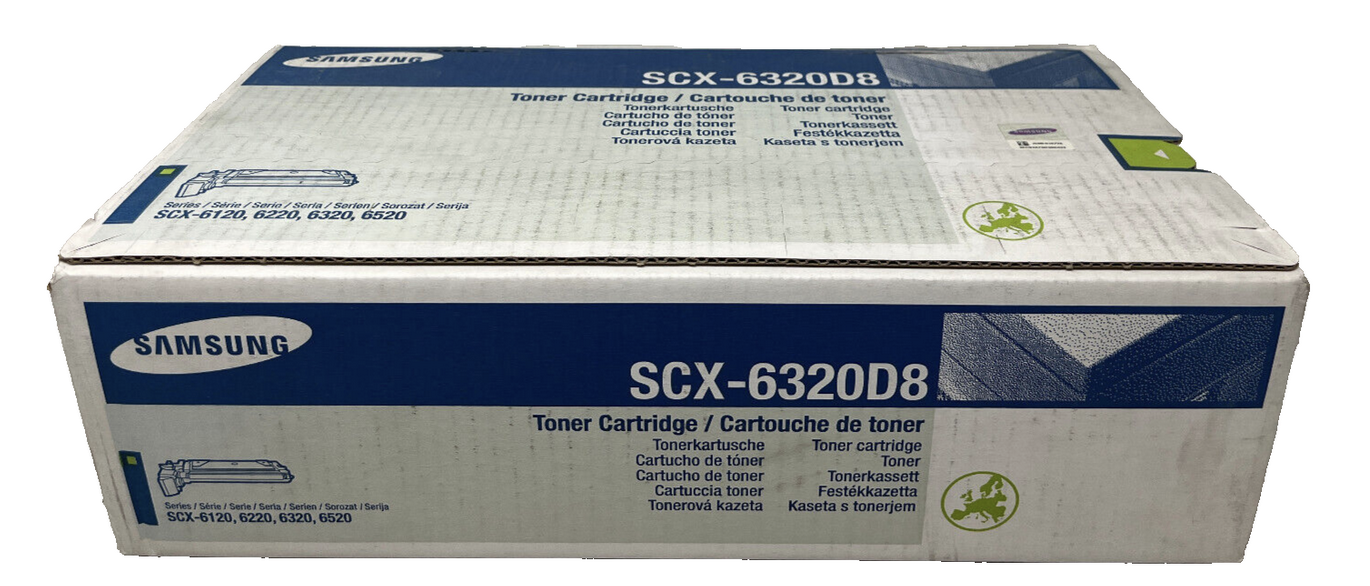 SAMSUNG
SCX-6320D8
Toner Cartridge / Cartouche de toner
Tonerkartusche Toner cartridge
Cartucho de tóner Toner
Cartucho de toner Tonerkassett
Cartuccia toner Festékkazetta
Tonerová kazeta Kaseta s tonerjem
SAMSUNG
Series / Série / Serie / Seria / Serien / Sorozat / Serija
SCX-6120, 6220, 6320, 6520
SAMSUNG
SCX-6320D8
Toner Cartridge / Cartouche de toner
Tonerkartusche Toner cartridge
Cartucho de tóner Toner
Cartucho de toner Tonerkassett
Cartuccia toner Festékkazetta
Tonerová kazeta Kaseta s tonerjem
Series / Série / Serie / Seria / Serien / Sorozat / Serija
SCX-6120, 6220, 6320, 6520